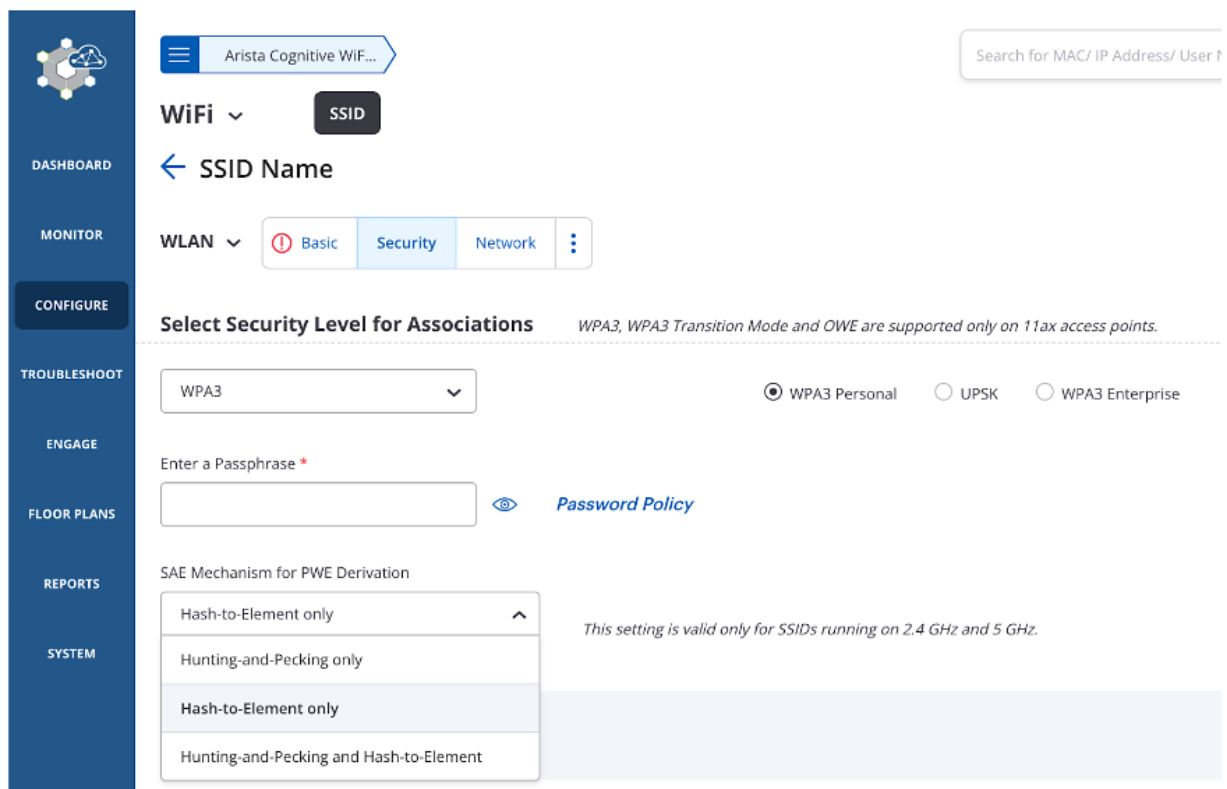 Arista Cognitive WiF...
Search for MAC/ IP Address/ User
WiFi
SSID
SSID Name
DASHBOARD
MONITOR
CONFIGURE
TROUBLESHOOT
ENGAGE
FLOOR PLANS
REPORTS
SYSTEM
WLAN
Basic
Security
Network
Select Security Level for Associations
WPA3, WPA3 Transition Mode and OWE are supported only on 11ax access points.
WPA3
WPA3 Personal
UPSK
WPA3 Enterprise
Enter a Passphrase *
Password Policy
SAE Mechanism for PWE Derivation
Hash-to-Element only
This setting is valid only for SSIDs running on 2.4 GHz and 5 GHz.
Hunting-and-Pecking only
Hash-to-Element only
Hunting-and-Pecking and Hash-to-Element